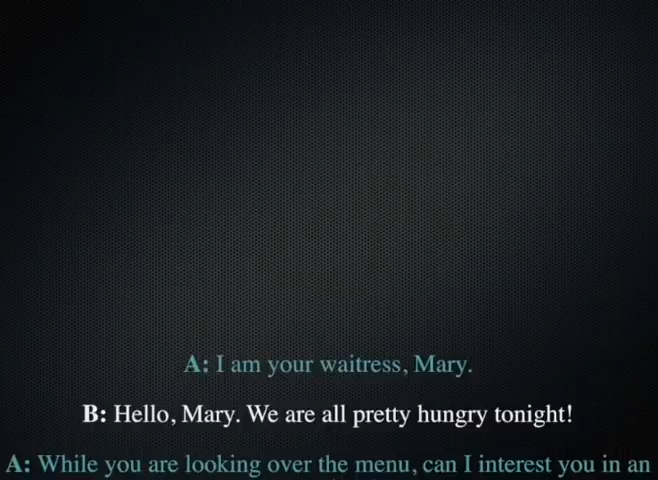 A: I am your waitress, Mary.
B: Hello, Mary. We are all pretty hungry tonight!
A: While you are looking over the menu, can I interest you in an